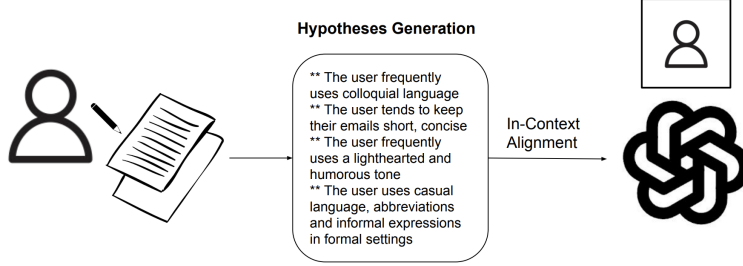 Hypotheses Generation
** The user frequently
uses colloquial language
** The user tends to keep
their emails short, concise
** The user frequently
uses a lighthearted and
humorous tone
** The user uses casual
language, abbreviations
and informal expressions
in formal settings
In-Context
Alignment